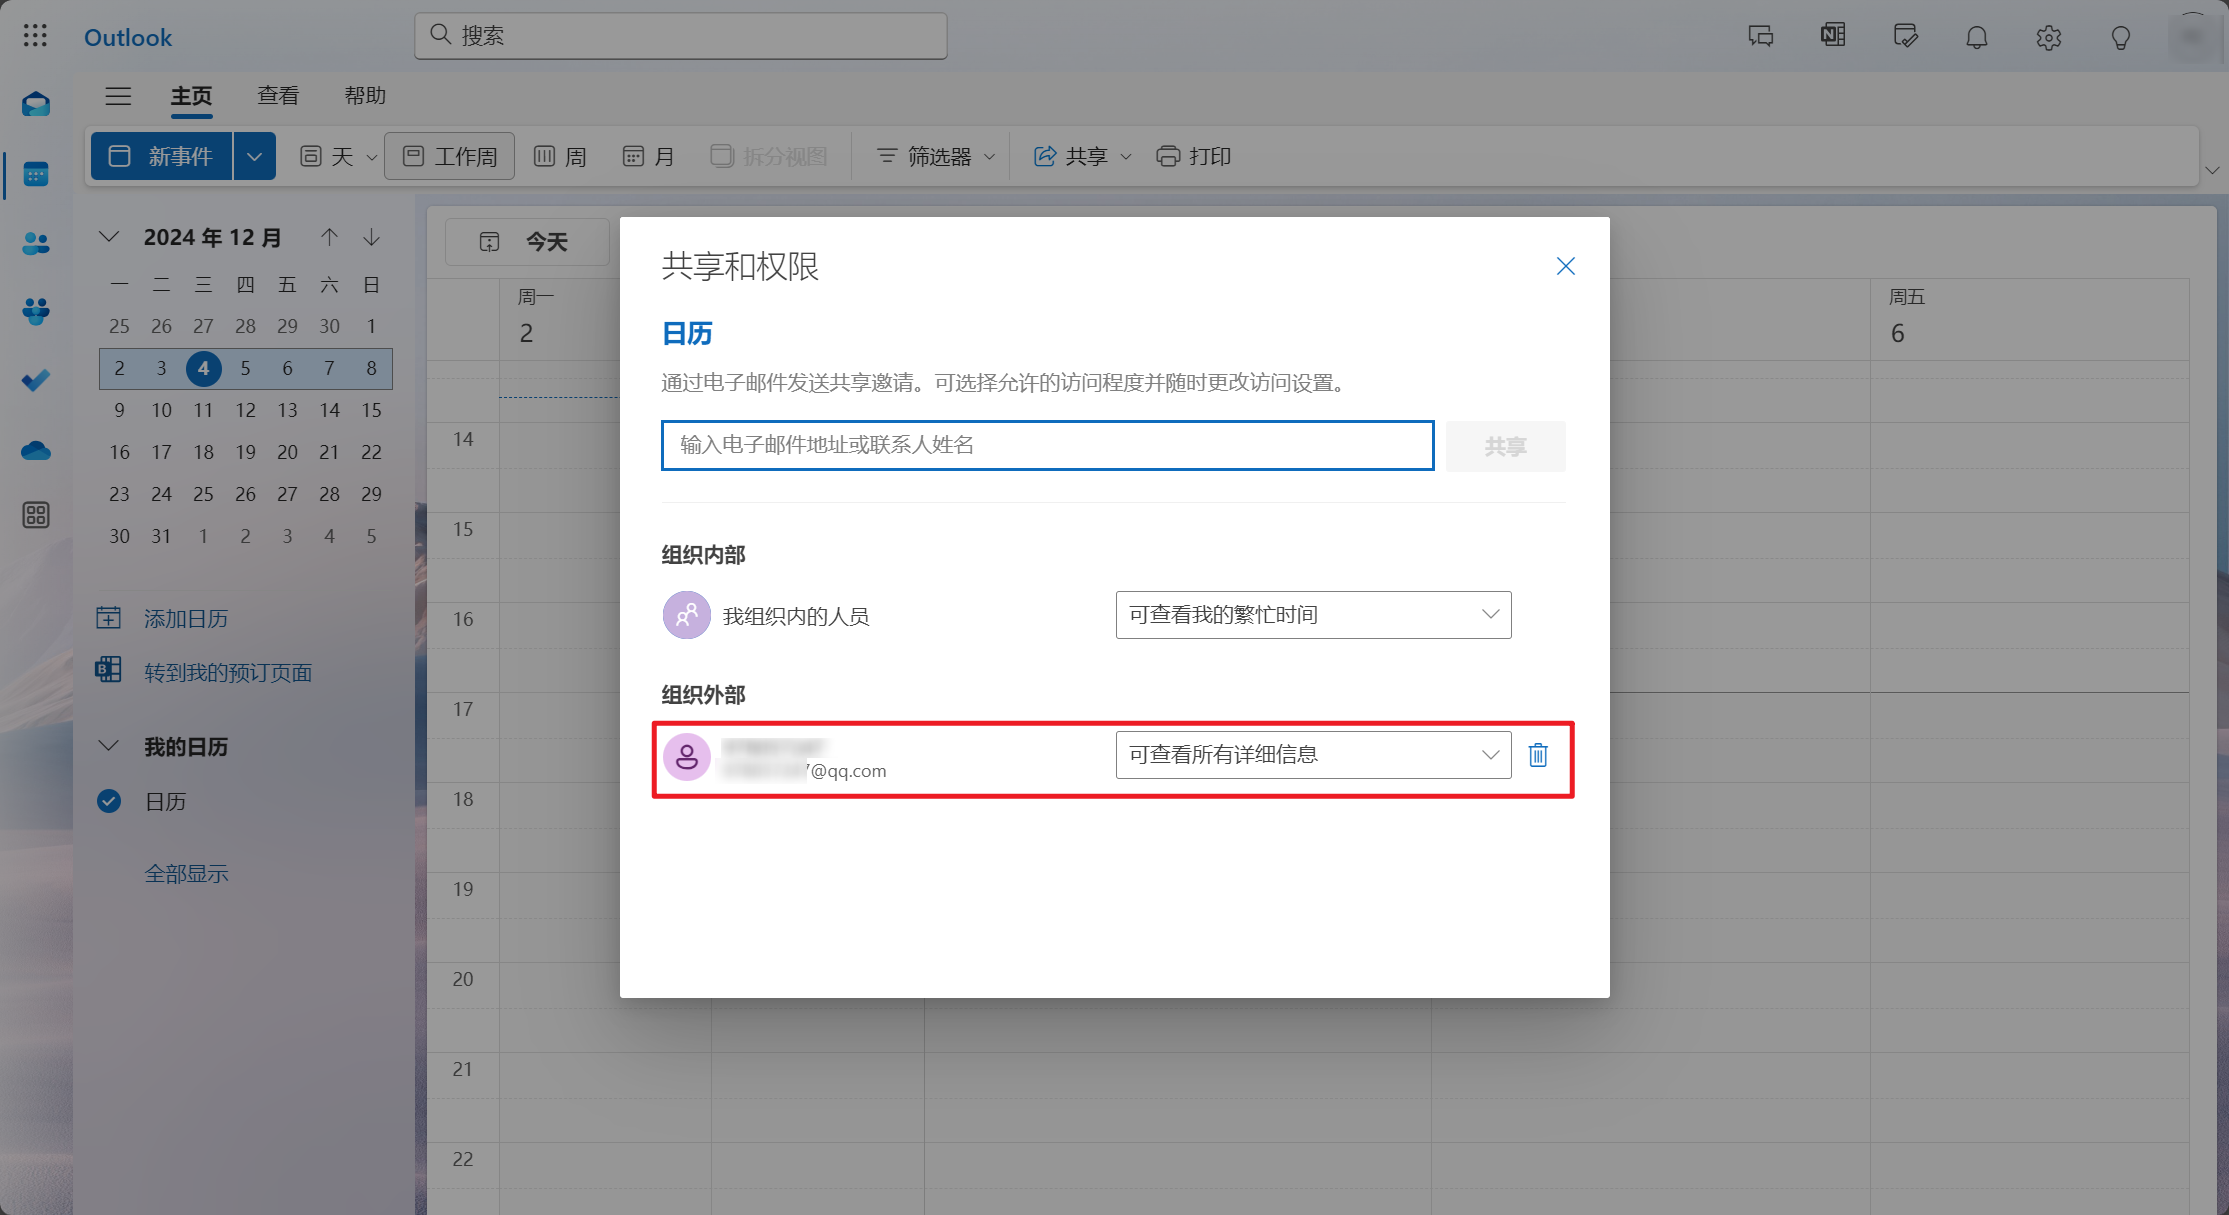 Outlook
搜索
主页 查看 帮助
新事件 天 工作周 周 月 拆分视图 筛选器 共享 打印
2024 年 12 月
一 二 三 四 五 六 日
25 26 27 28 29 30 1
2 3 4 5 6 7 8
9 10 11 12 13 14 15
16 17 18 19 20 21 22
23 24 25 26 27 28 29
30 31 1 2 3 4 5
添加日历
转到我的预订页面
我的日历
日历
全部显示
今天
周一
2
周五
6
14
15
16
17
18
19
20
21
22
共享和权限
日历
通过电子邮件发送共享邀请。可选择允许的访问程度并随时更改访问设置。
输入电子邮件地址或联系人姓名 共享
组织内部
我组织内的人员 可查看我的繁忙时间
组织外部
@qq.com 可查看所有详细信息